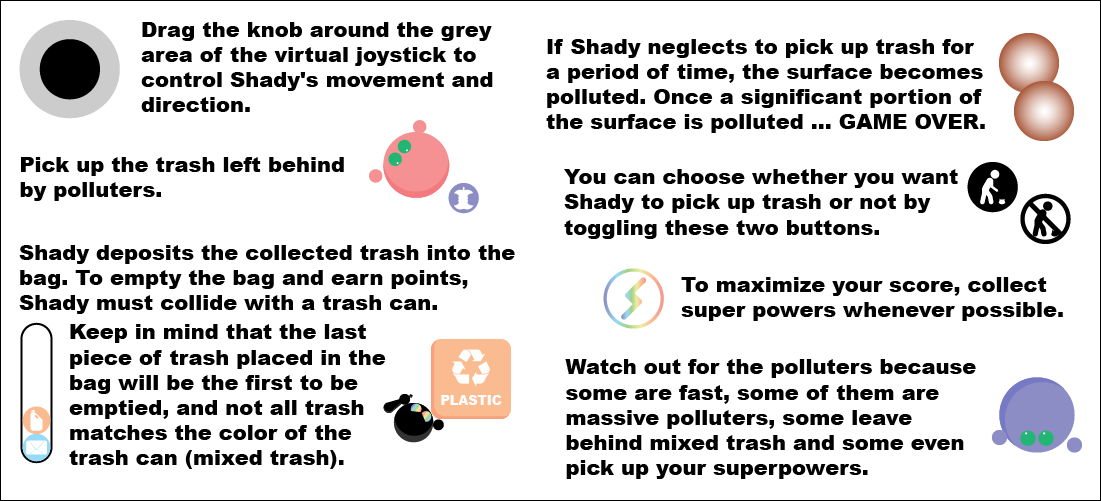 Drag the knob around the grey
area of the virtual joystick to
control Shady's movement and
direction.
Pick up the trash left behind
by polluters.
Shady deposits the collected trash into the
bag. To empty the bag and earn points,
Shady must collide with a trash can.
Keep in mind that the last
piece of trash placed in the
bag will be the first to be
emptied, and not all trash
matches the color of the
trash can (mixed trash).
PLASTIC
If Shady neglects to pick up trash for
a period of time, the surface becomes
polluted. Once a significant portion of
the surface is polluted ... GAME OVER.
You can choose whether you want
Shady to pick up trash or not by
toggling these two buttons.
To maximize your score, collect
super powers whenever possible.
Watch out for the polluters because
some are fast, some of them are
massive polluters, some leave
behind mixed trash and some even
pick up your superpowers.